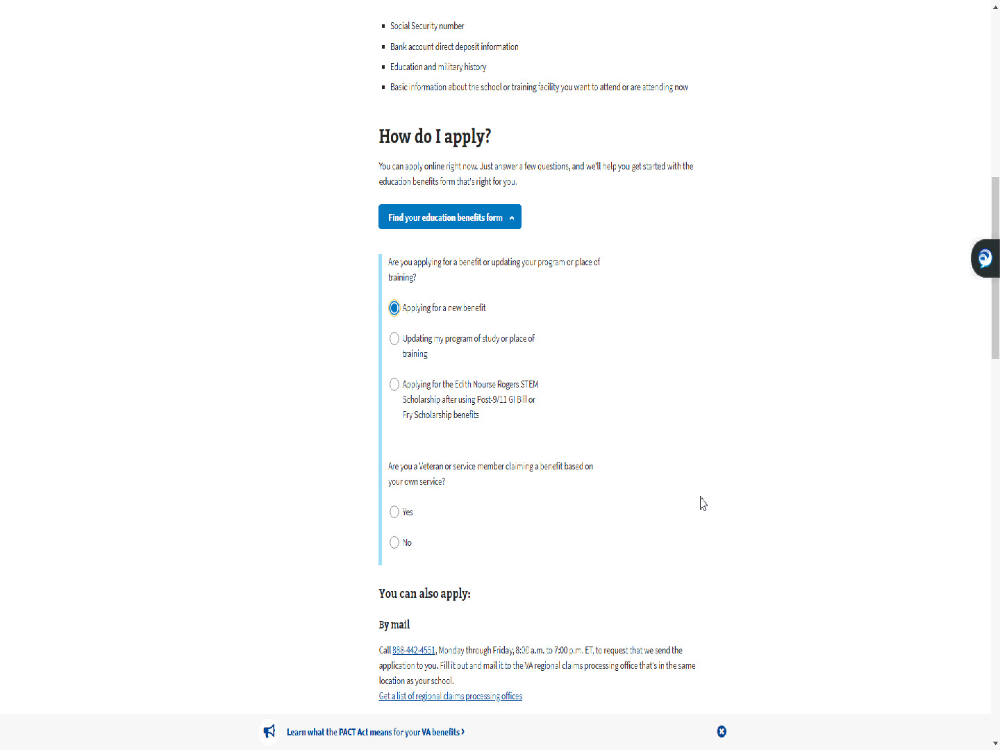 Social Security number
Bank account direct deposit information
Education and military history
Basic information about the school or training facility you want to attend or are attending now
How do I apply?
You can apply online right now. Just answer a few questions, and we'll help you get started with the
education benefits form that's right for you.
Find your education benefits form
Are you applying for a benefit or updating your program or place of
training?
Applying for a new benefit
Updating my program of study or place of
training
Applying for the Edith Nourse Rogers STEM
Scholarship after using Post-9/11 GI Bill or
Fry Scholarship benefits
Are you a Veteran or service member claiming a benefit based on
your own service?
Yes
No
You can also apply:
By mail
Call 888-442-4551, Monday through Friday, 8:00 a.m. to 7:00 p.m. ET, to request that we send the
application to you. Fill it out and mail it to the VA regional claims processing office that's in the same
location as your school.
Get a list of regional claims processing offices
Learn what the PACT Act means for your VA benefits